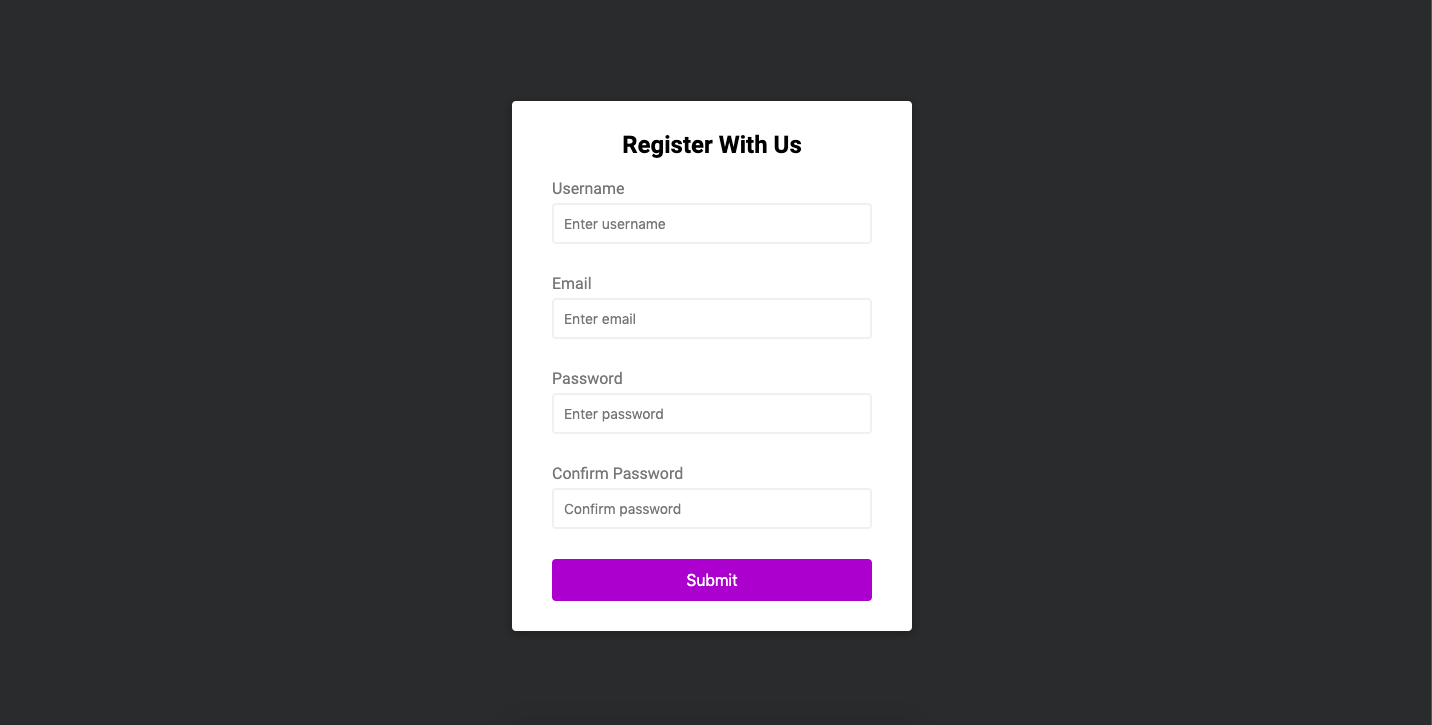 Register With Us
Username
Enter username
Email
Enter email
Password
Enter password
Confirm Password
Confirm password
Submit